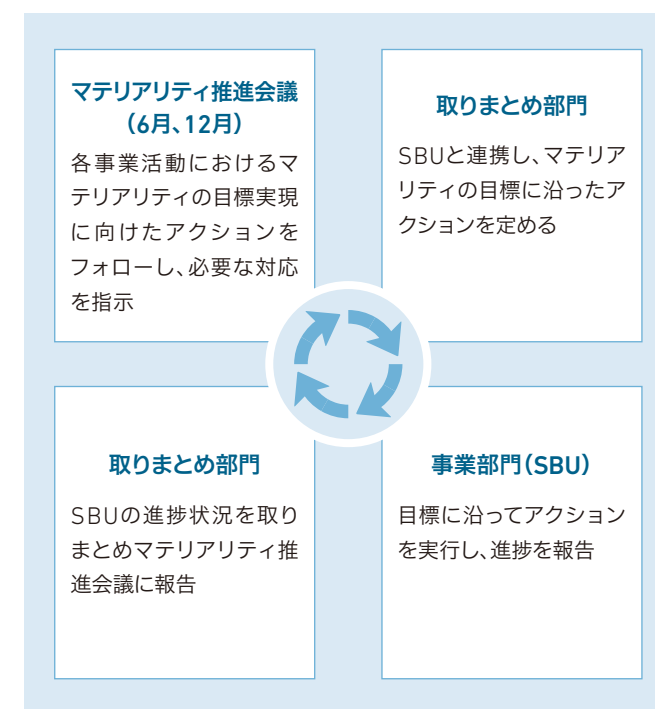 マテリアリティ推進会議
（6月、12月）
各事業活動におけるマ
テリアリティの目標実現
に向けたアクションを
フォローし、必要な対応
を指示
取りまとめ部門
SBUと連携し、マテリア
リティの目標に沿ったア
クションを定める
取りまとめ部門
SBUの進捗状況を取り
まとめマテリアリティ推
進会議に報告
事業部門（SBU）
目標に沿ってアクション
を実行し、進捗を報告